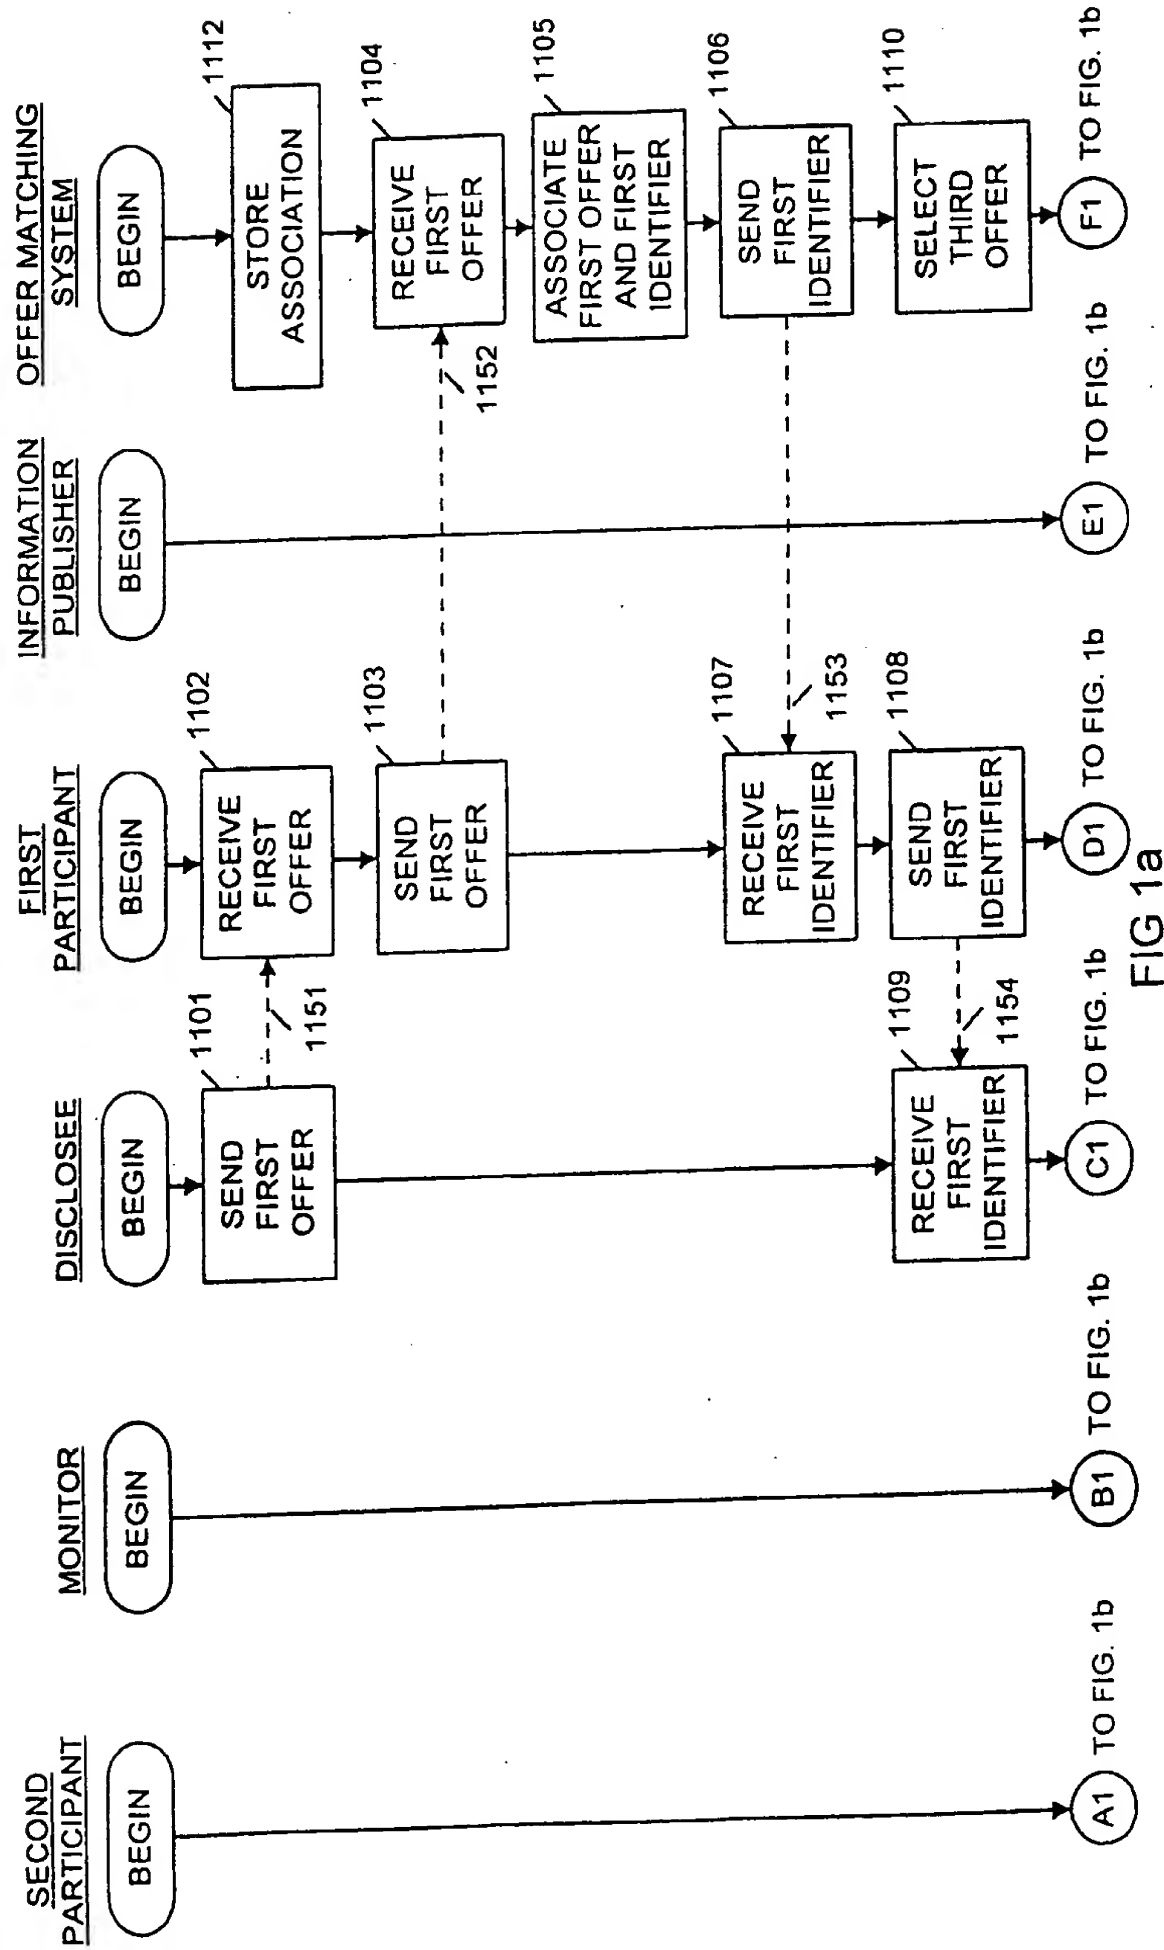 SECOND
PARTICIPANT
BEGIN
A1 TO FIG. 1b
MONITOR
BEGIN
B1 TO FIG. 1b
DISCLOSEE
BEGIN
1101
SEND
FIRST
OFFER
1151
1109
RECEIVE
FIRST
IDENTIFIER
1154
C1 TO FIG. 1b
FIRST
PARTICIPANT
BEGIN
1102
RECEIVE
FIRST
OFFER
1103
SEND
FIRST
OFFER
1107
RECEIVE
FIRST
IDENTIFIER
1153
1108
SEND
FIRST
IDENTIFIER
D1 TO FIG. 1b
INFORMATION
PUBLISHER
BEGIN
E1 TO FIG. 1b
OFFER MATCHING
SYSTEM
BEGIN
1112
STORE
ASSOCIATION
1104
RECEIVE
FIRST
OFFER
1152
1105
ASSOCIATE
FIRST OFFER
AND FIRST
IDENTIFIER
1106
SEND
FIRST
IDENTIFIER
1110
SELECT
THIRD
OFFER
F1 TO FIG. 1b
FIG 1a